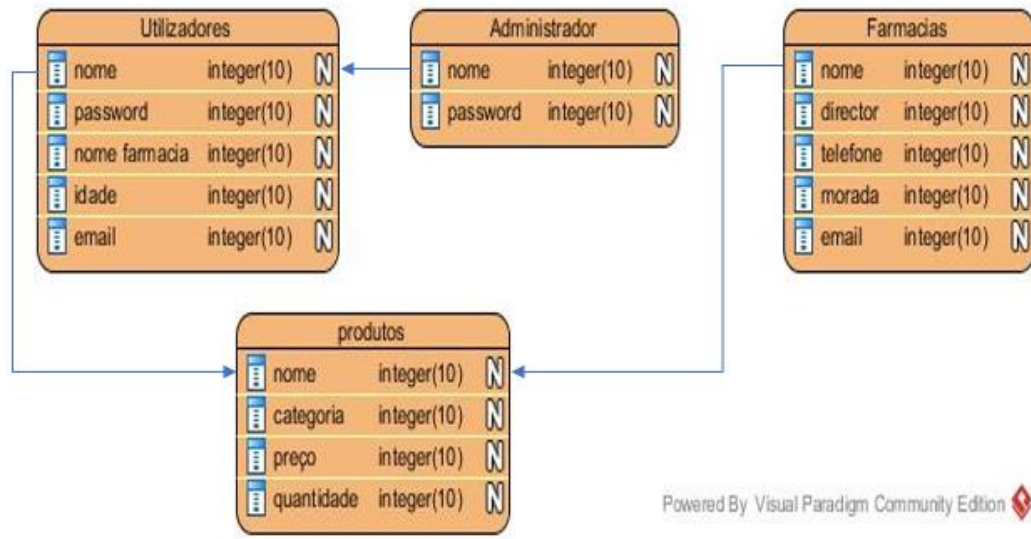 Utilizadores
nome integer(10) N
password integer(10) N
nome farmacia integer(10) N
idade integer(10) N
email integer(10) N
Administrador
nome integer(10) N
password integer(10) N
Farmacias
nome integer(10) N
director integer(10) N
telefone integer(10) N
morada integer(10) N
email integer(10) N
produtos
nome integer(10) N
categoria integer(10) N
preço integer(10) N
quantidade integer(10) N
Powered By Visual Paradigm Community Edition